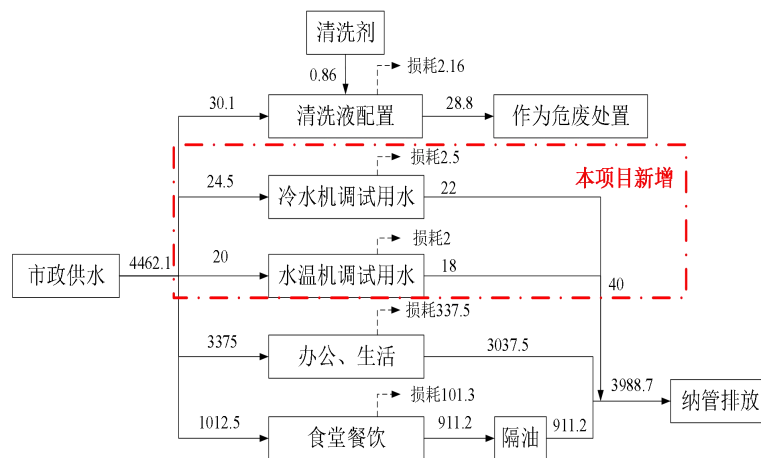 清洗剂
0.86
损耗2.16
30.1
清洗液配置
28.8
作为危废处置
损耗2.5
本项目新增
24.5
冷水机调试用水
22
市政供水
4462.1
损耗2
20
水温机调试用水
18
40
损耗337.5
3375
办公、生活
3037.5
3988.7
纳管排放
损耗101.3
1012.5
食堂餐饮
911.2
隔油
911.2